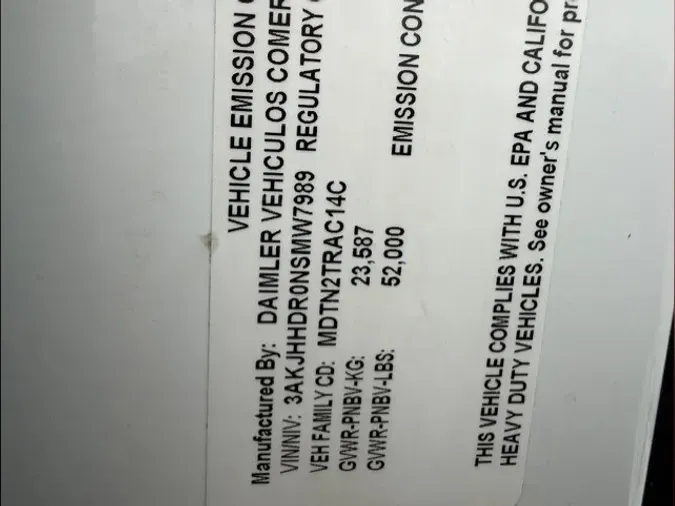 VEHICLE EMISSION
Manufactured By: DAIMLER VEHICULOS COMER
VIN/NIV: 3AKJHHDR0NSMW7989 REGULATORY
VEH FAMILY CD: MDTN2TRAC14C
GVWR-PNBV-KG: 23,587
GVWR-PNBV-LBS: 52,000
EMISSION CON
THIS VEHICLE COMPLIES WITH U.S. EPA AND CALIFO
HEAVY DUTY VEHICLES. See owner's manual for pr